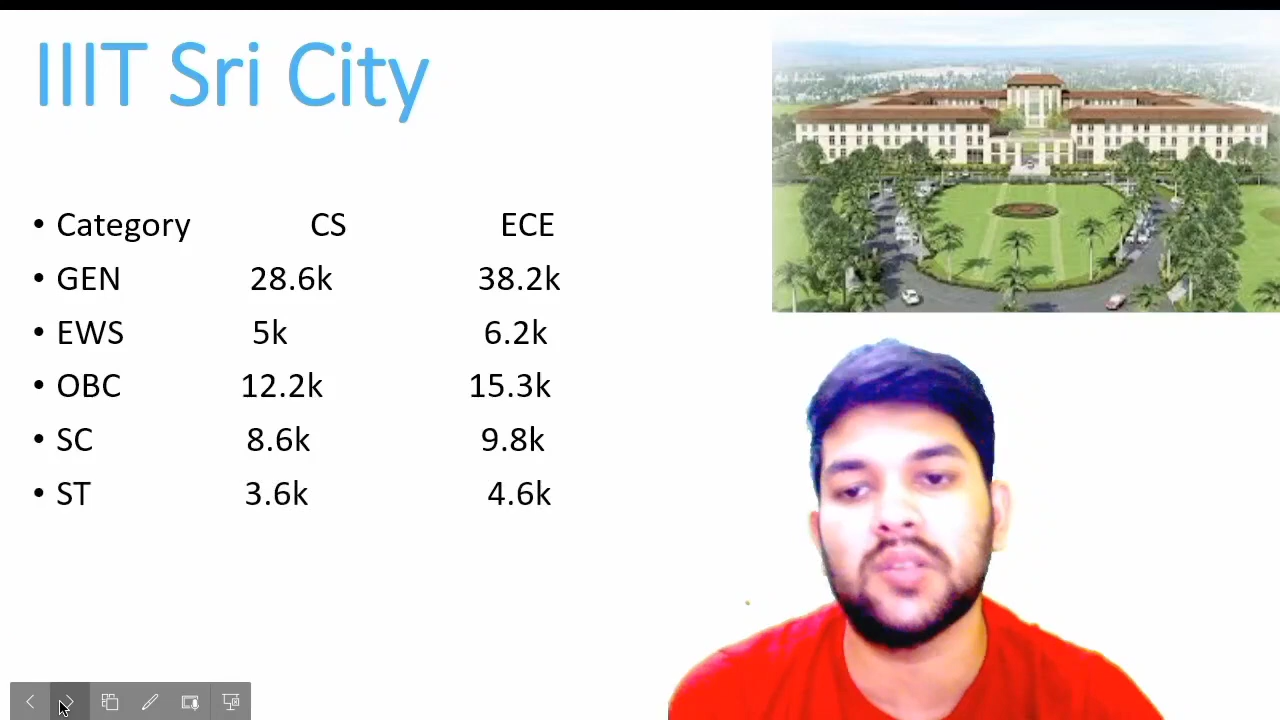 IIIT Sri City
• Category CS ECE
• GEN 28.6k 38.2k
• EWS 5k 6.2k
• OBC 12.2k 15.3k
• SC 8.6k 9.8k
• ST 3.6k 4.6k